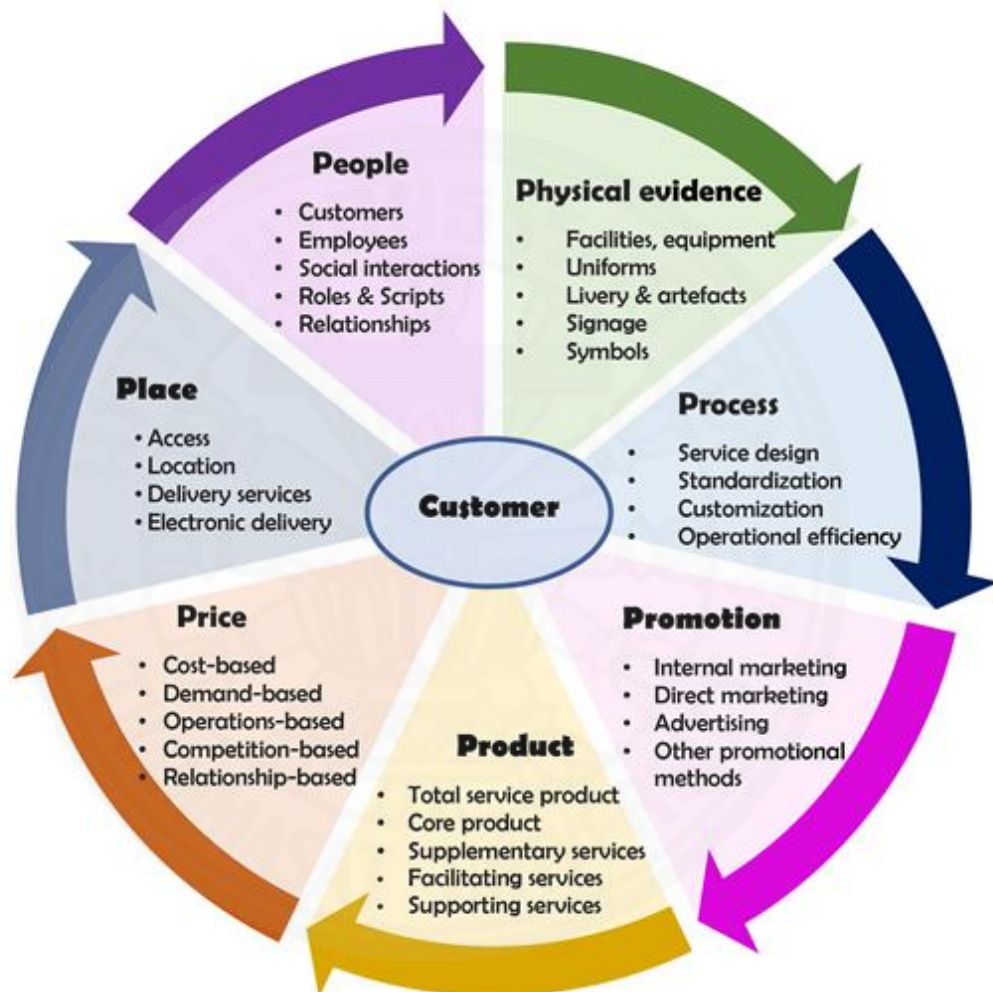 People
• Customers
• Employees
• Social interactions
• Roles & Scripts
• Relationships
Physical evidence
• Facilities, equipment
• Uniforms
• Livery & artefacts
• Signage
• Symbols
Process
• Service design
• Standardization
• Customization
• Operational efficiency
Promotion
• Internal marketing
• Direct marketing
• Advertising
• Other promotional
methods
Product
• Total service product
• Core product
• Supplementary services
• Facilitating services
• Supporting services
Price
• Cost-based
• Demand-based
• Operations-based
• Competition-based
• Relationship-based
Place
• Access
• Location
• Delivery services
• Electronic delivery
Customer